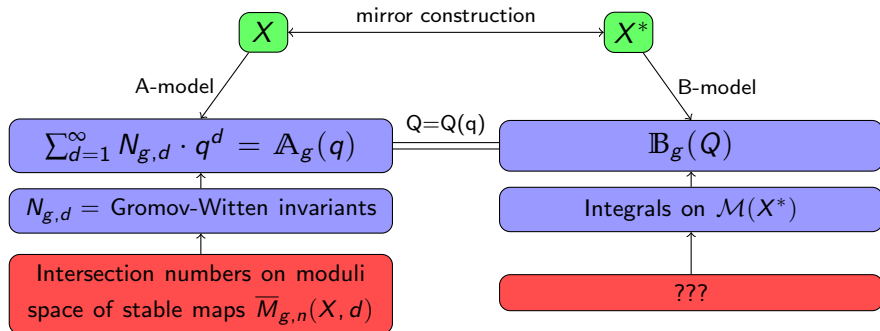 mirror construction
X
X*
A-model
B-model
∑_{d=1}^{∞} N_{g,d} · q^d = 𝔸_g(q)
Q=Q(q)
𝔹_g(Q)
N_{g,d} = Gromov-Witten invariants
Integrals on ℳ(X*)
Intersection numbers on moduli
space of stable maps M̅_{g,n}(X, d)
???